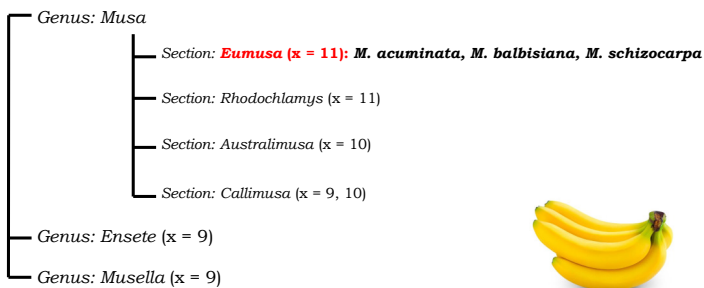 Genus: Musa
Section: Eumusa (x = 11): M. acuminata, M. balbisiana, M. schizocarpa
Section: Rhodochlamys (x = 11)
Section: Australimusa (x = 10)
Section: Callimusa (x = 9, 10)
Genus: Ensete (x = 9)
Genus: Musella (x = 9)